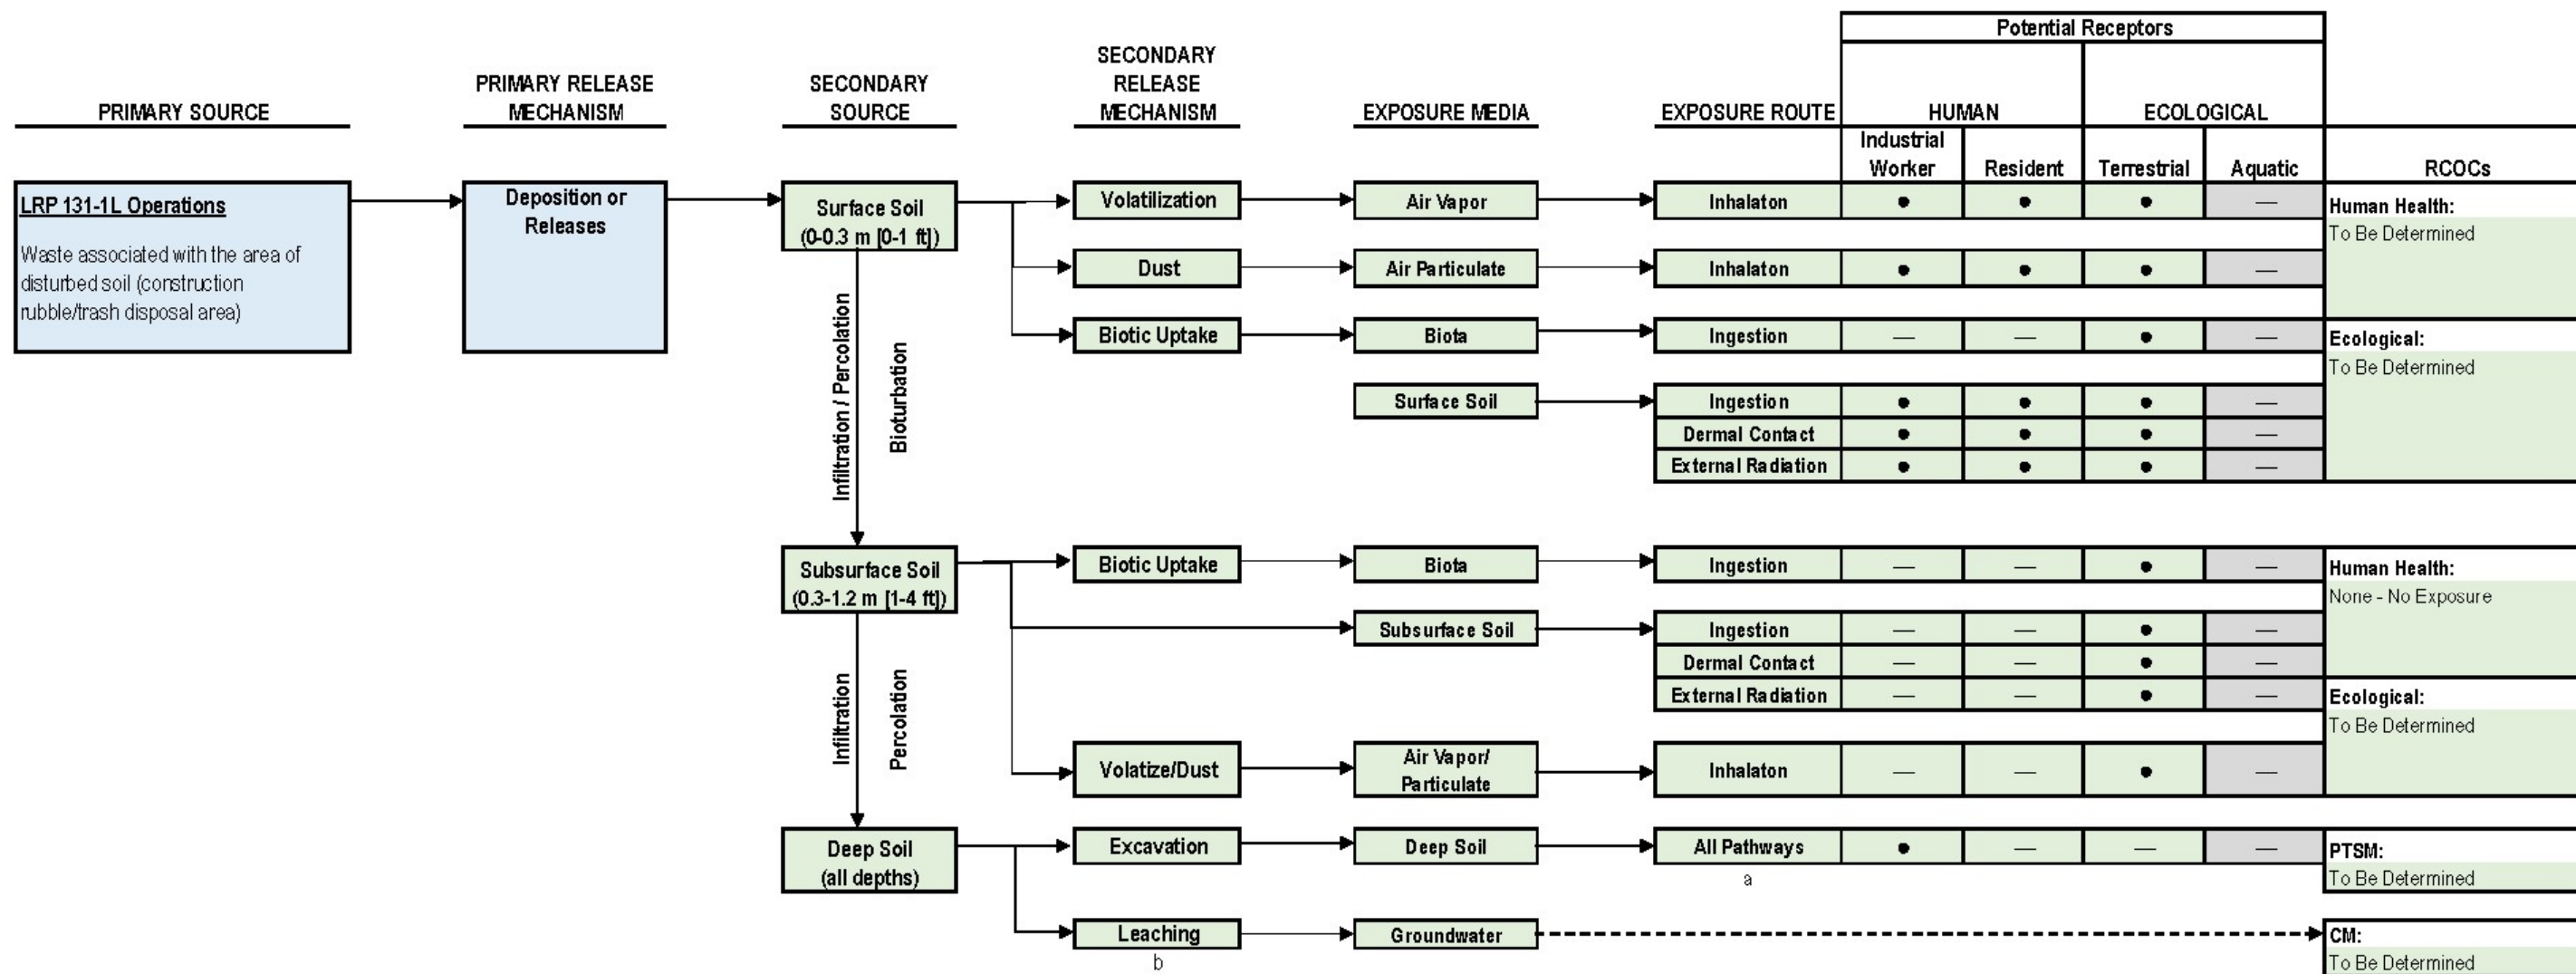 Potential Receptors
PRIMARY SOURCE
PRIMARY RELEASE
MECHANISM
SECONDARY
SOURCE
SECONDARY
RELEASE
MECHANISM
EXPOSURE MEDIA
EXPOSURE ROUTE
HUMAN
ECOLOGICAL
Industrial
Worker
Resident
Terrestrial
Aquatic
RCOCs
LRP 131-1L Operations
Waste associated with the area of
disturbed soil (construction
rubble/trash disposal area)
Deposition or
Releases
Surface Soil
(0-0.3 m [0-1 ft])
Volatilization
Air Vapor
Inhalaton
● ● ● —
Human Health:
To Be Determined
Dust
Air Particulate
Inhalaton
● ● ● —
Biotic Uptake
Biota
Ingestion
— — ● —
Ecological:
To Be Determined
Surface Soil
Ingestion
● ● ● —
Dermal Contact
● ● ● —
External Radiation
● ● ● —
Infiltration / Percolation
Bioturbation
Subsurface Soil
(0.3-1.2 m [1-4 ft])
Biotic Uptake
Biota
Ingestion
— — ● —
Human Health:
None - No Exposure
Subsurface Soil
Ingestion
— — ● —
Dermal Contact
— — ● —
External Radiation
— — ● —
Ecological:
To Be Determined
Infiltration
Percolation
Volatize/Dust
Air Vapor/
Particulate
Inhalaton
— — ● —
Deep Soil
(all depths)
Excavation
Deep Soil
All Pathways
● — — —
a
PTSM:
To Be Determined
Leaching
b
Groundwater
CM:
To Be Determined